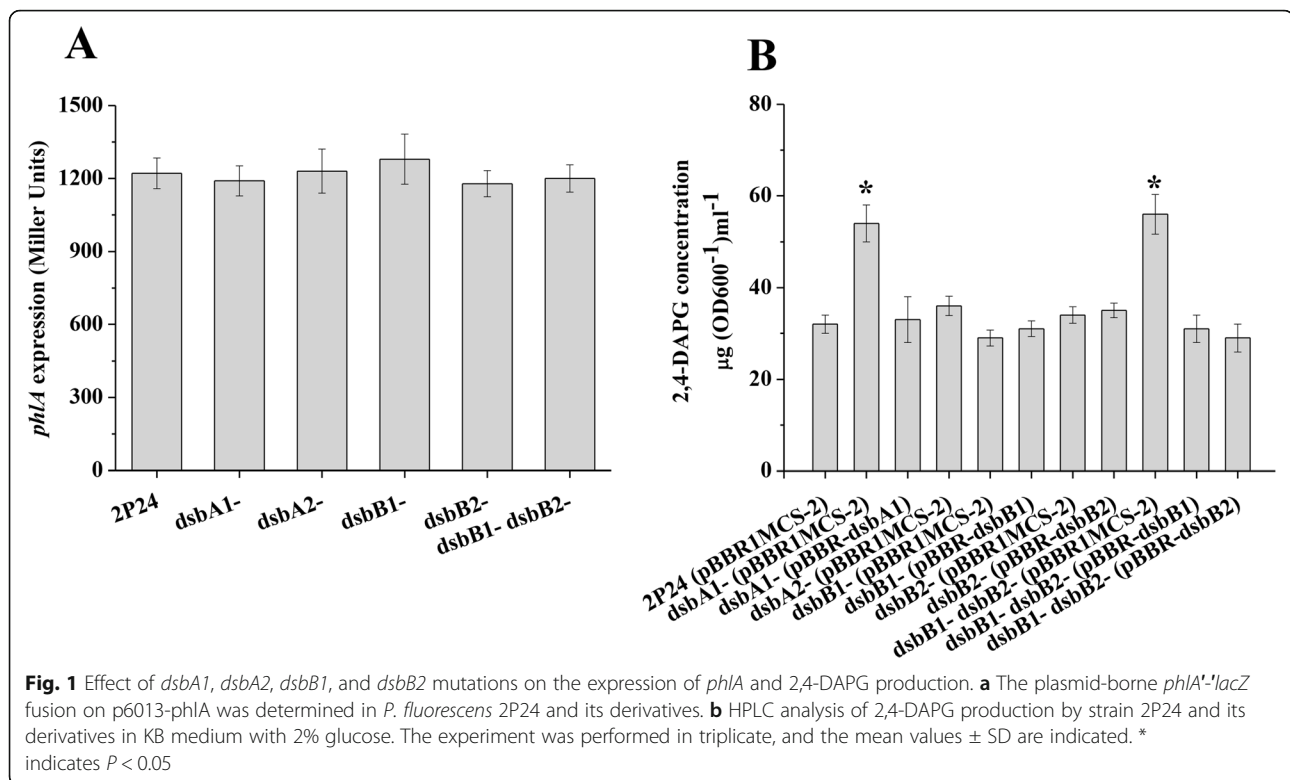 A
phlA expression (Miller Units)
1500
1200
900
600
300
0
2P24
dsbA1-
dsbA2-
dsbB1-
dsbB2-
dsbB1- dsbB2-
B
2,4-DAPG concentration
µg (OD600⁻¹)ml⁻¹
80
60
40
20
0
*
*
2P24 (pBBR1MCS-2)
dsbA1- (pBBR1MCS-2)
dsbA1- (pBBR-dsbA1)
dsbA2- (pBBR1MCS-2)
dsbB1- (pBBR1MCS-2)
dsbB1- (pBBR-dsbB1)
dsbB2- (pBBR1MCS-2)
dsbB2- (pBBR-dsbB2)
dsbB1- dsbB2- (pBBR1MCS-2)
dsbB1- dsbB2- (pBBR-dsbB1)
dsbB1- dsbB2- (pBBR-dsbB2)
Fig. 1 Effect of dsbA1, dsbA2, dsbB1, and dsbB2 mutations on the expression of phlA and 2,4-DAPG production. a The plasmid-borne phlA′-′lacZ
fusion on p6013-phlA was determined in P. fluorescens 2P24 and its derivatives. b HPLC analysis of 2,4-DAPG production by strain 2P24 and its
derivatives in KB medium with 2% glucose. The experiment was performed in triplicate, and the mean values ± SD are indicated. *
indicates P < 0.05